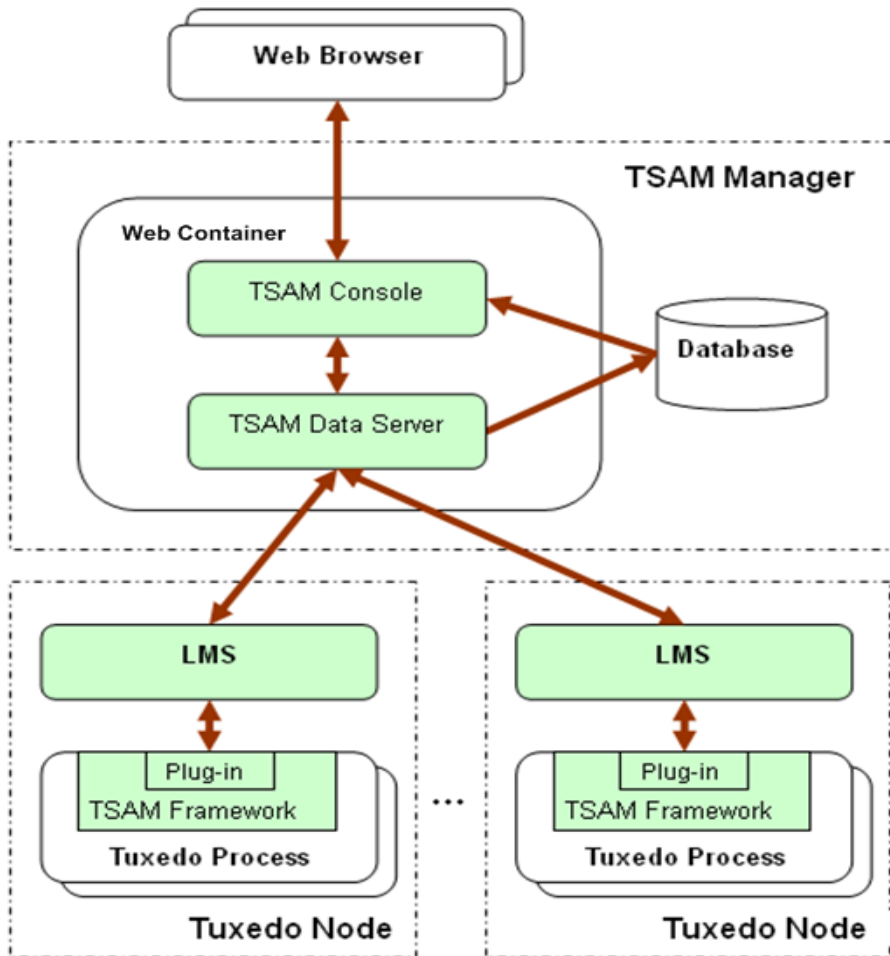 Web Browser
TSAM Manager
Web Container
TSAM Console
Database
TSAM Data Server
LMS
LMS
Plug-in
TSAM Framework
Tuxedo Process
Tuxedo Node
...
Plug-in
TSAM Framework
Tuxedo Process
Tuxedo Node